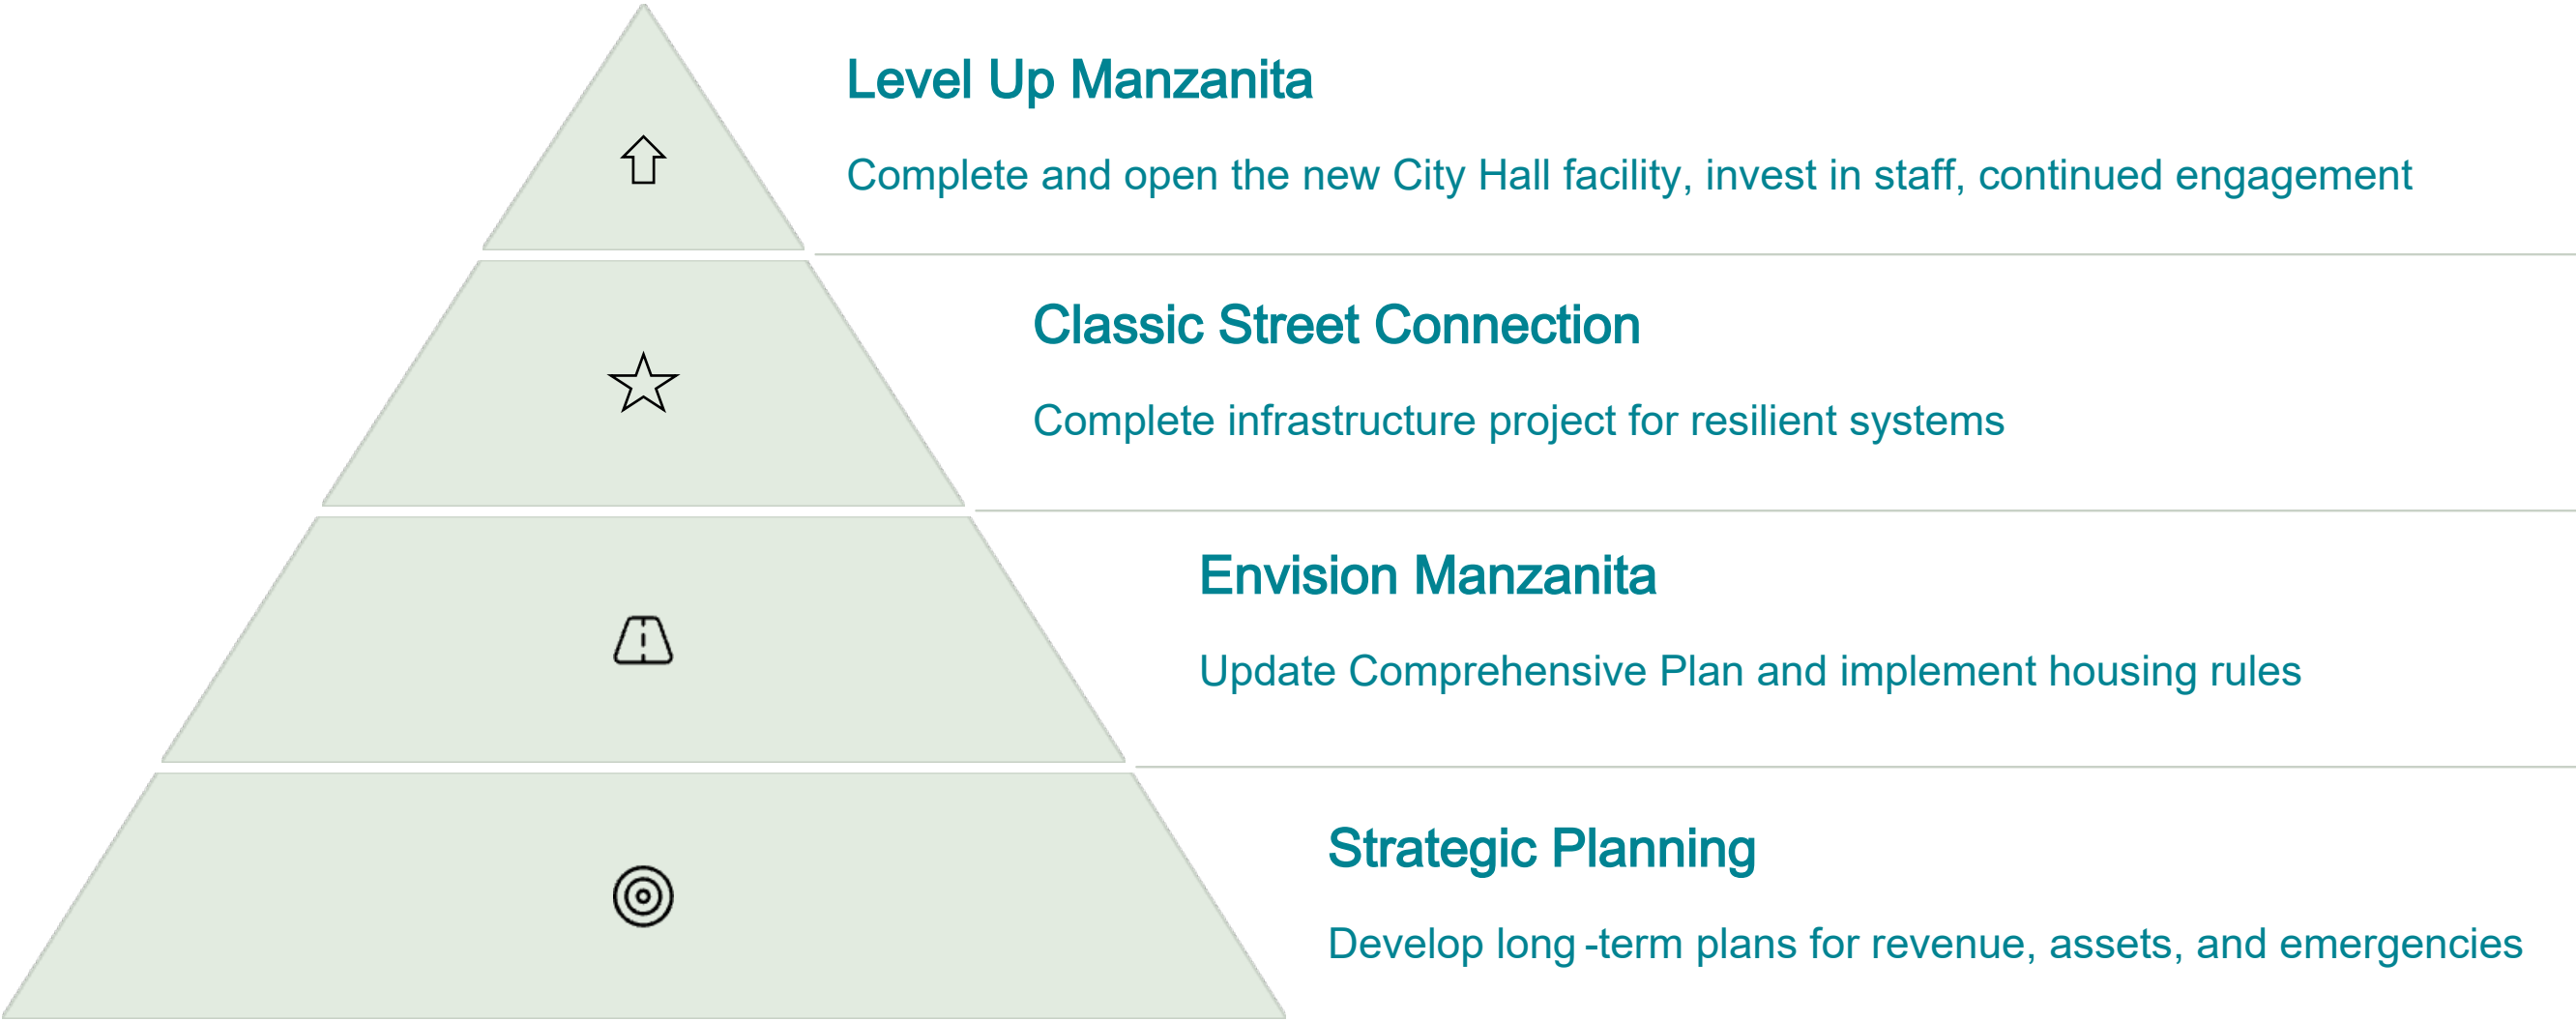 Level Up Manzanita
Complete and open the new City Hall facility, invest in staff, continued engagement
Classic Street Connection
Complete infrastructure project for resilient systems
Envision Manzanita
Update Comprehensive Plan and implement housing rules
Strategic Planning
Develop long -term plans for revenue, assets, and emergencies